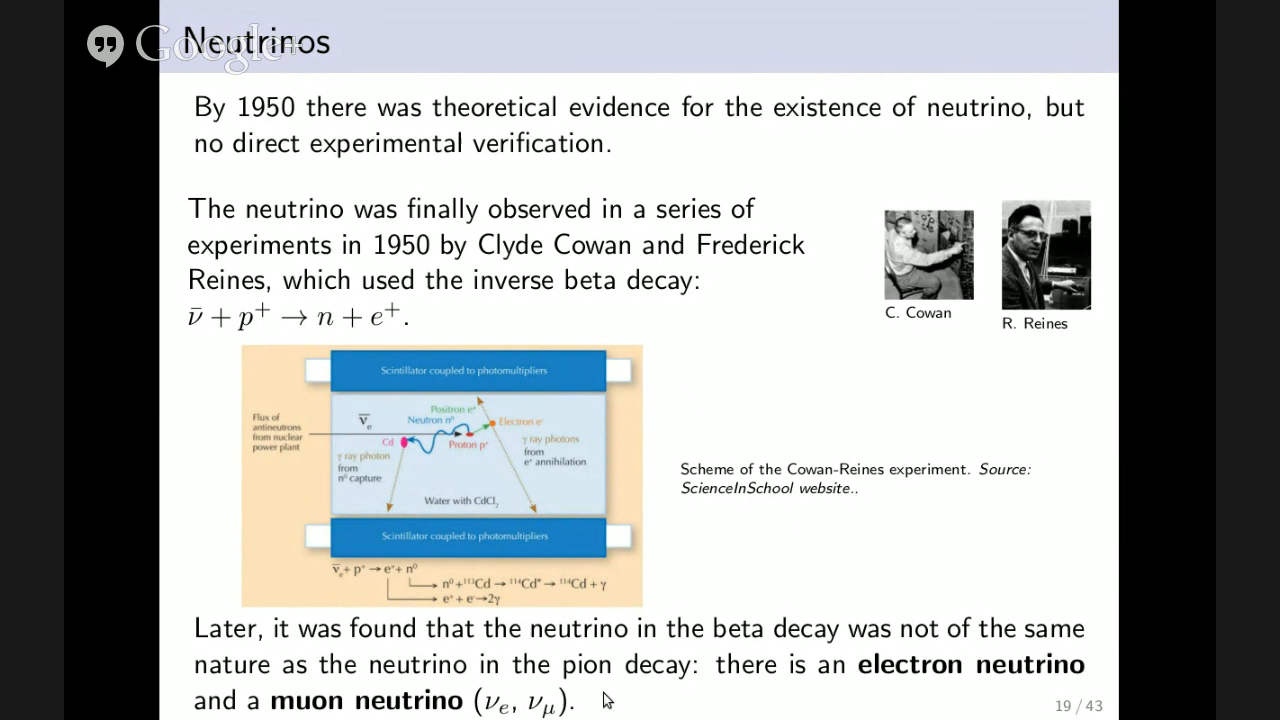 Neutrinos
Google+
By 1950 there was theoretical evidence for the existence of neutrino, but
no direct experimental verification.
The neutrino was finally observed in a series of
experiments in 1950 by Clyde Cowan and Frederick
Reines, which used the inverse beta decay:
ν̄ + p⁺ → n + e⁺.
C. Cowan
R. Reines
Scintillator coupled to photomultipliers
Flux of
antineutrons
from nuclear
power plant
ν̄ₑ
Positron e⁺
Neutron n⁰
Electron e⁻
Cd
Proton p⁺
γ ray photon
from
n⁰ capture
γ ray photons
from
e⁺ annihilation
Water with CdCl₂
Scintillator coupled to photomultipliers
ν̄ₑ + p⁺ → e⁺ + n⁰
n⁰ + ¹¹³Cd → ¹¹⁴Cd* → ¹¹⁴Cd + γ
e⁺ + e⁻ → 2γ
Scheme of the Cowan-Reines experiment. Source:
ScienceInSchool website..
Later, it was found that the neutrino in the beta decay was not of the same
nature as the neutrino in the pion decay: there is an electron neutrino
and a muon neutrino (νₑ, ν_μ).
19 / 43